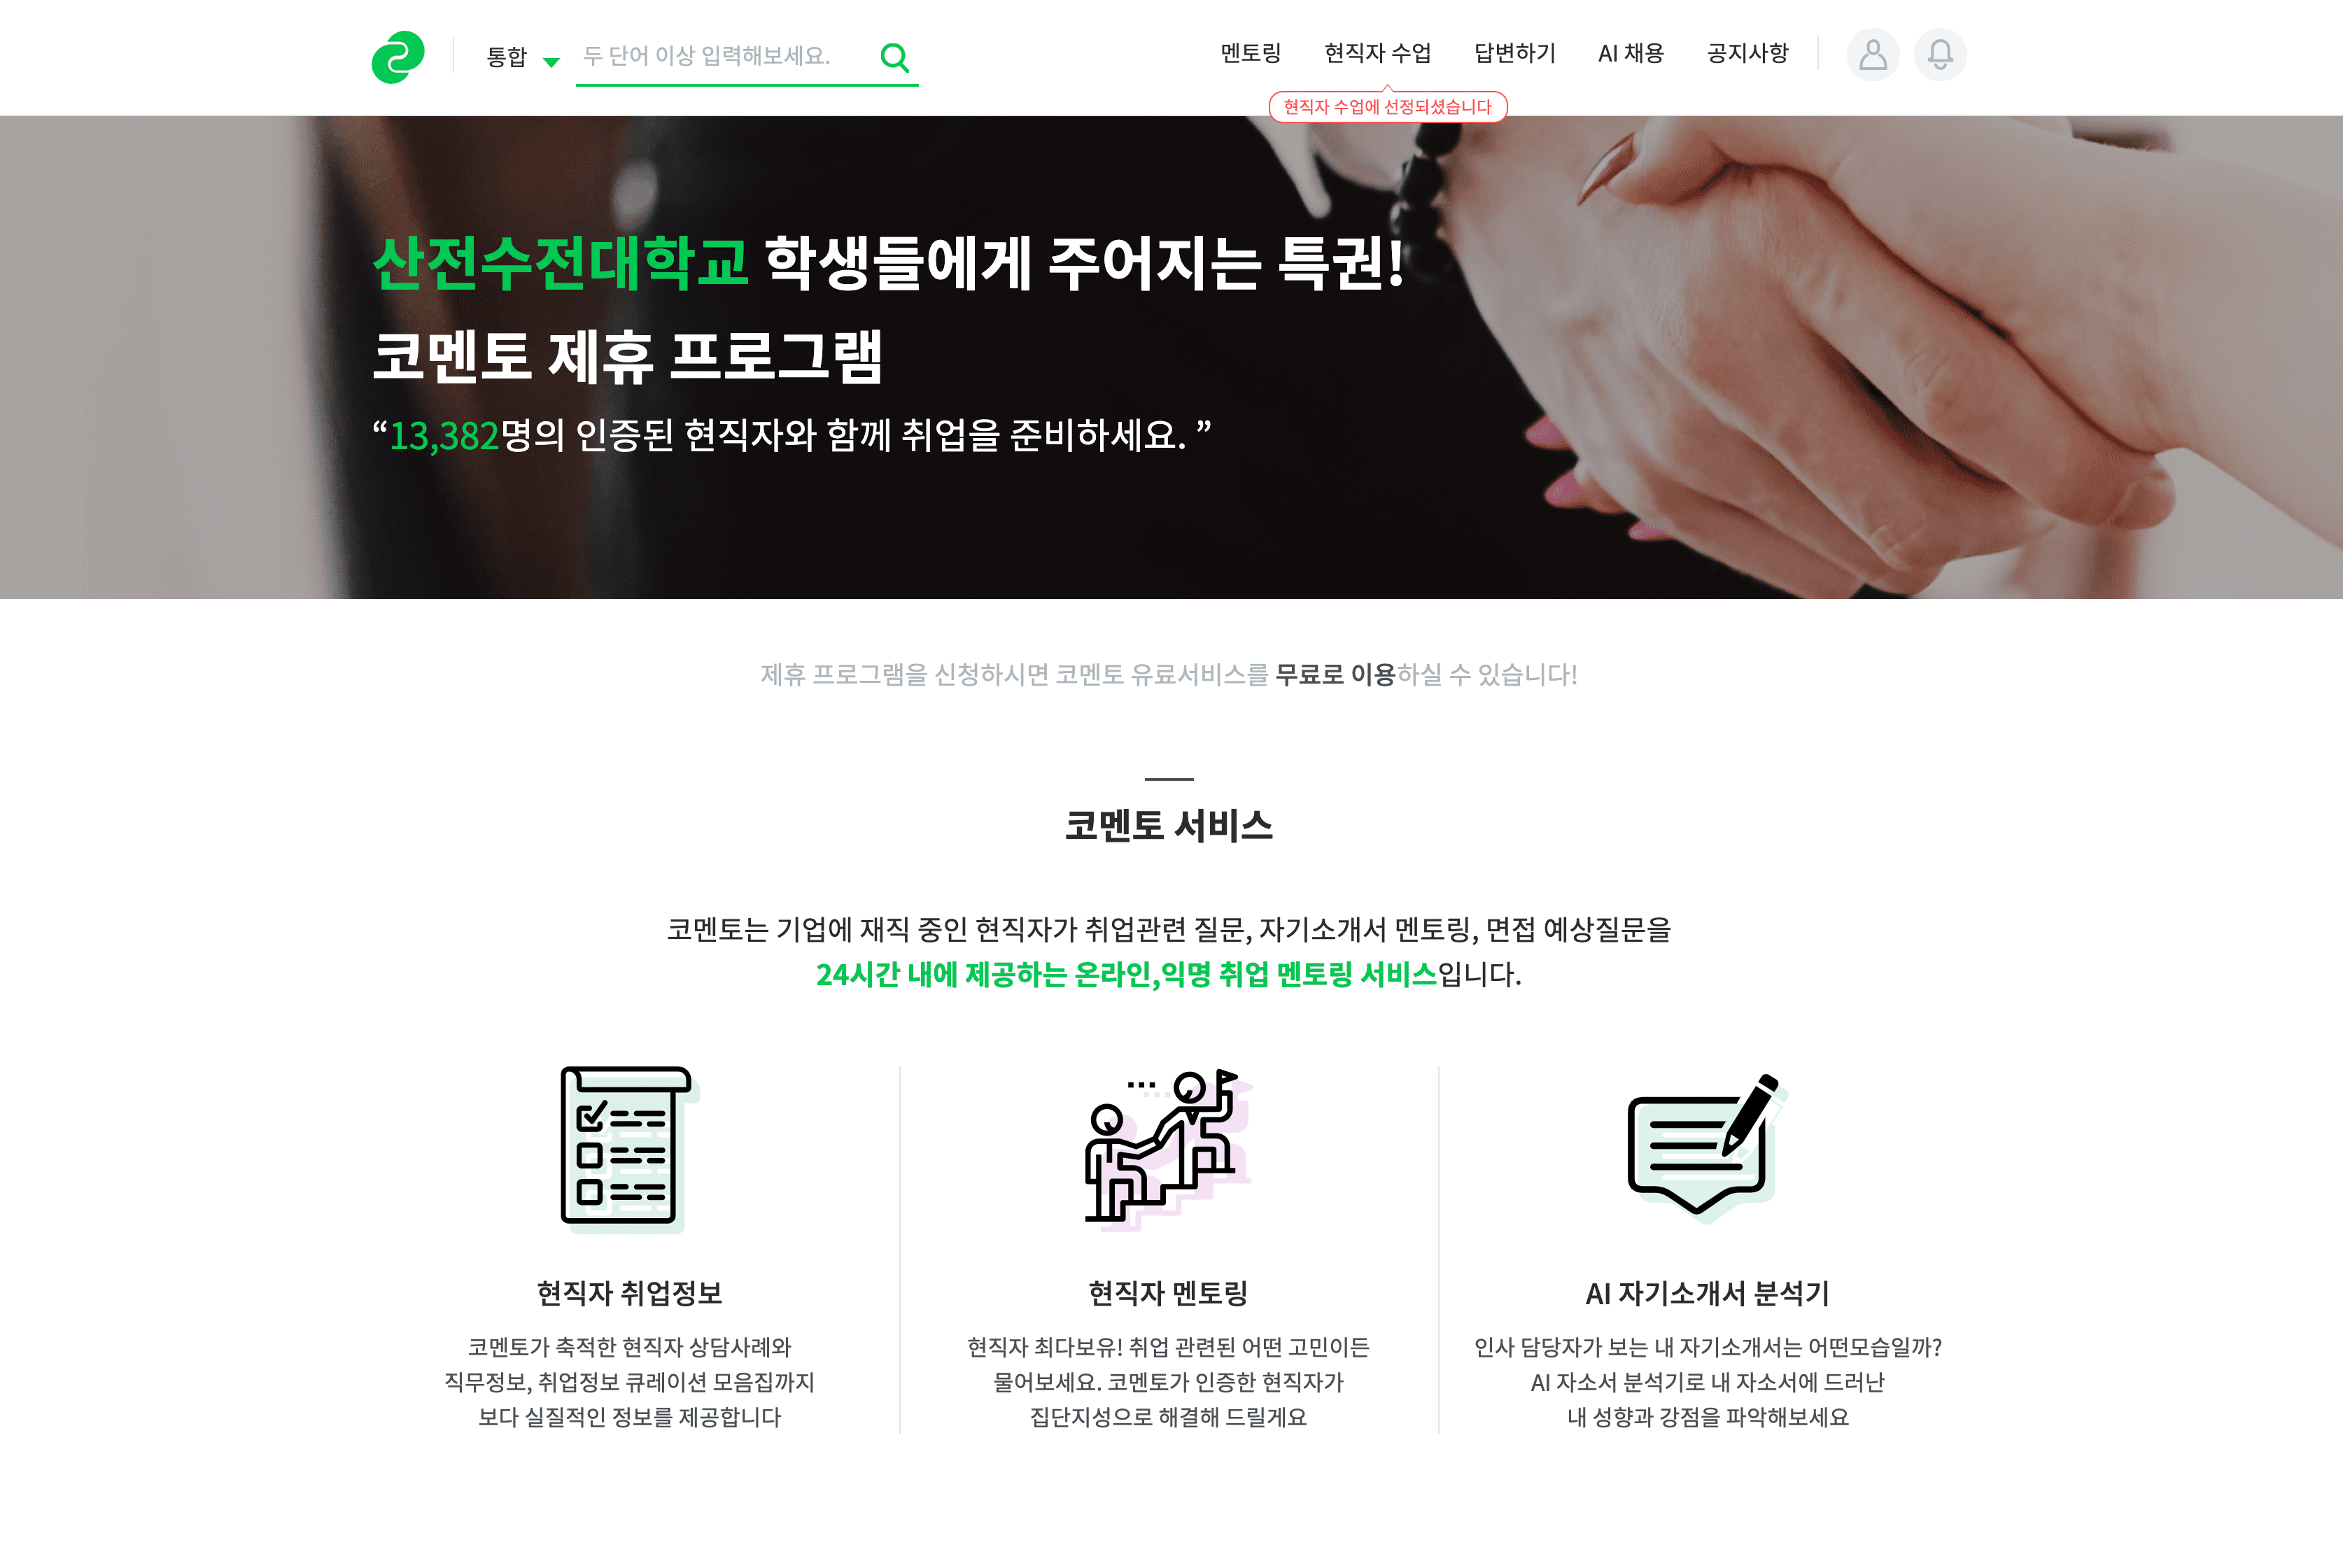 통합
두 단어 이상 입력해보세요.
멘토링 현직자 수업 답변하기 AI 채용 공지사항
현직자 수업에 선정되셨습니다
산전수전대학교 학생들에게 주어지는 특권!
코멘토 제휴 프로그램
“13,382명의 인증된 현직자와 함께 취업을 준비하세요. ”
제휴 프로그램을 신청하시면 코멘토 유료서비스를 무료로 이용하실 수 있습니다!
코멘토 서비스
코멘토는 기업에 재직 중인 현직자가 취업관련 질문, 자기소개서 멘토링, 면접 예상질문을
24시간 내에 제공하는 온라인,익명 취업 멘토링 서비스입니다.
현직자 취업정보
코멘토가 축적한 현직자 상담사례와
직무정보, 취업정보 큐레이션 모음집까지
보다 실질적인 정보를 제공합니다
현직자 멘토링
현직자 최다보유! 취업 관련된 어떤 고민이든
물어보세요. 코멘토가 인증한 현직자가
집단지성으로 해결해 드릴게요
AI 자기소개서 분석기
인사 담당자가 보는 내 자기소개서는 어떤모습일까?
AI 자소서 분석기로 내 자소서에 드러난
내 성향과 강점을 파악해보세요